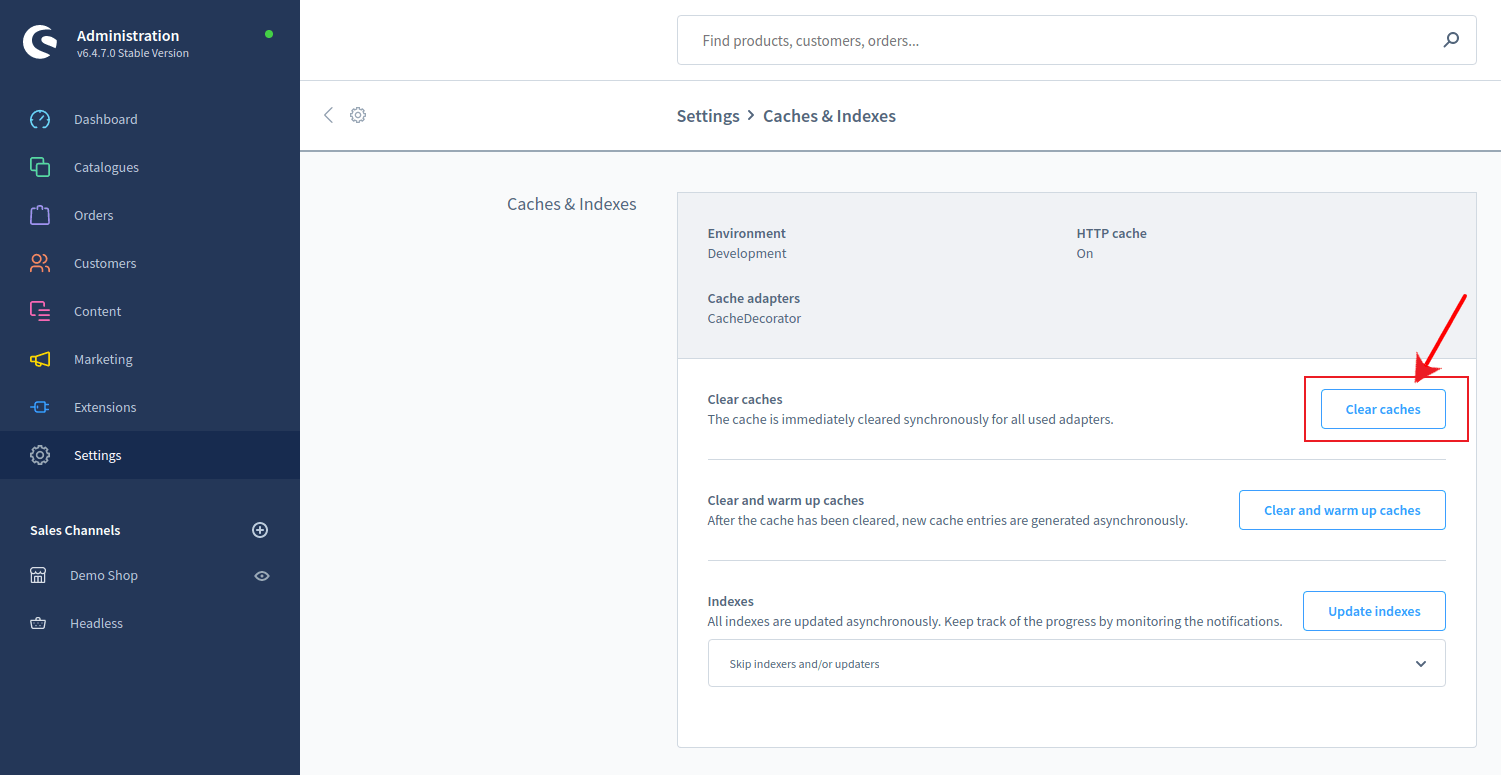 Administration
v6.4.7.0 Stable Version
Dashboard
Catalogues
Orders
Customers
Content
Marketing
Extensions
Settings
Sales Channels
Demo Shop
Headless
Find products, customers, orders...
Settings > Caches & Indexes
Caches & Indexes
Environment
Development
HTTP cache
On
Cache adapters
CacheDecorator
Clear caches
The cache is immediately cleared synchronously for all used adapters.
Clear caches
Clear and warm up caches
After the cache has been cleared, new cache entries are generated asynchronously.
Clear and warm up caches
Indexes
All indexes are updated asynchronously. Keep track of the progress by monitoring the notifications.
Update indexes
Skip indexers and/or updaters